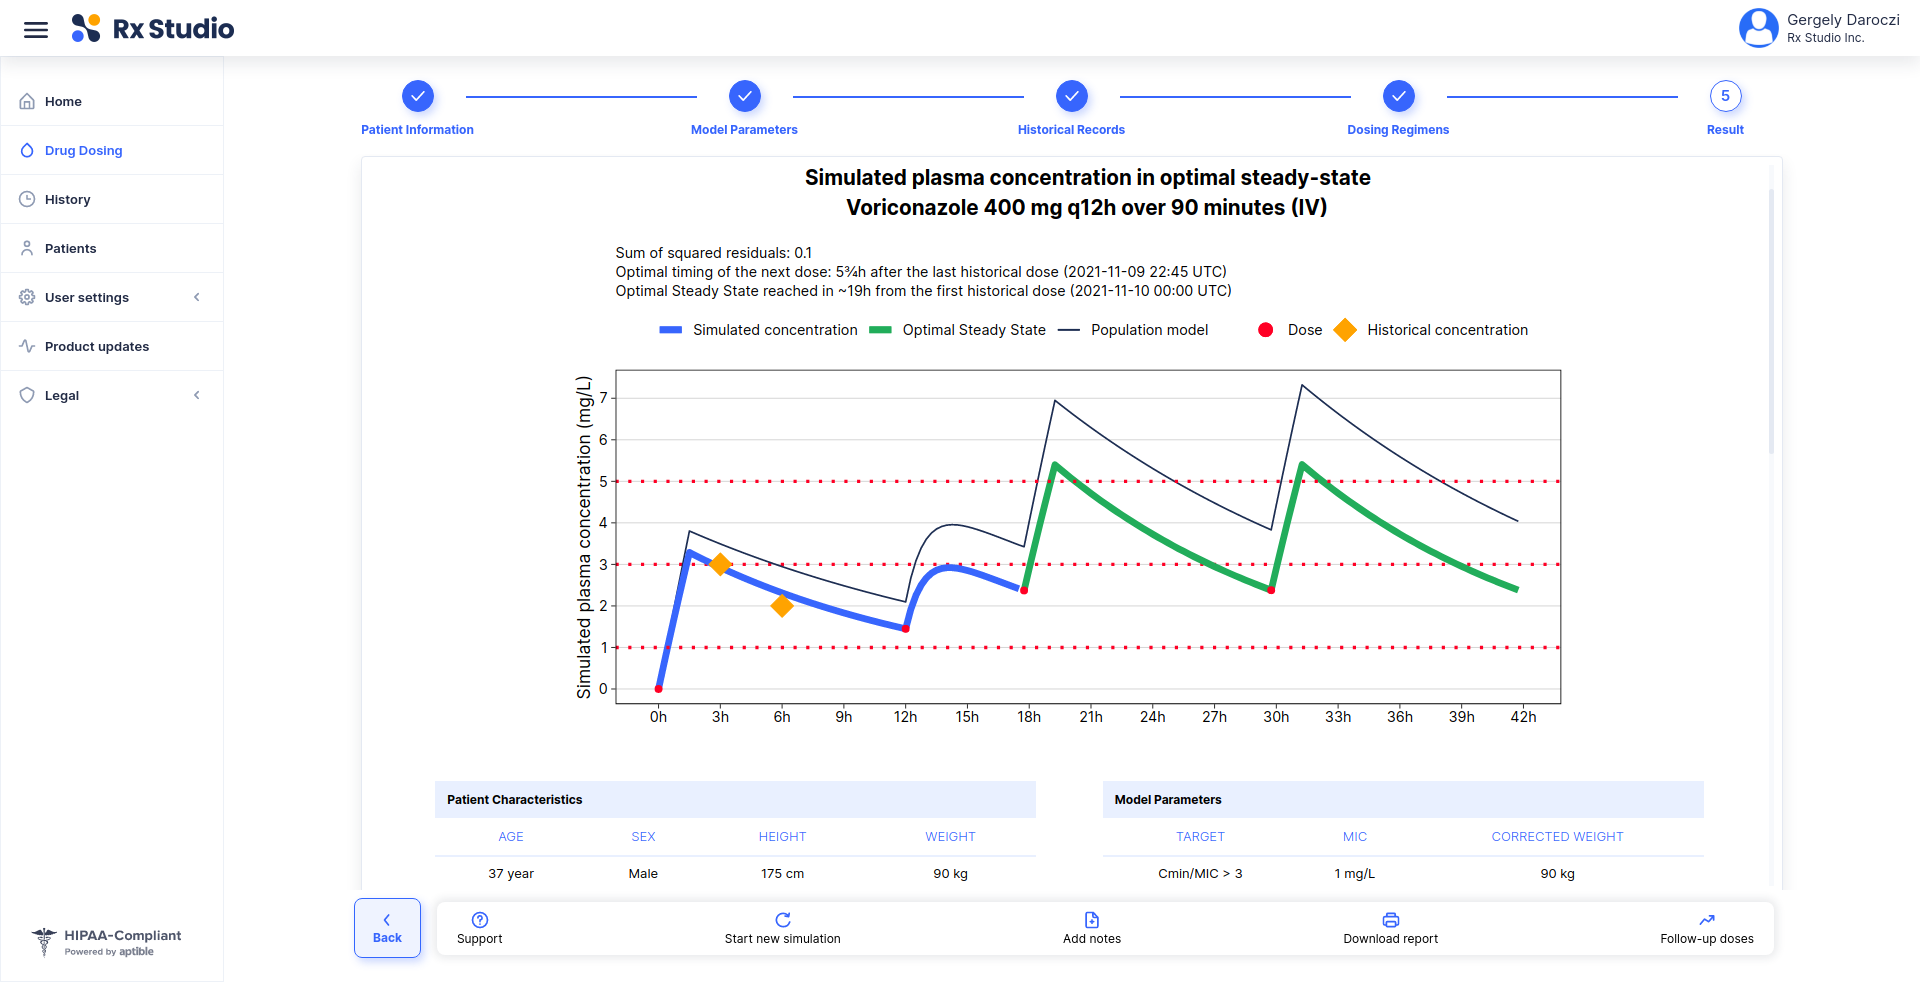 Rx Studio
Gergely Daroczi
Rx Studio Inc.
Home
Drug Dosing
History
Patients
User settings
Product updates
Legal
HIPAA-Compliant
Powered by aptible
5
Patient Information
Model Parameters
Historical Records
Dosing Regimens
Result
Simulated plasma concentration in optimal steady-state
Voriconazole 400 mg q12h over 90 minutes (IV)
Sum of squared residuals: 0.1
Optimal timing of the next dose: 5¾h after the last historical dose (2021-11-09 22:45 UTC)
Optimal Steady State reached in ~19h from the first historical dose (2021-11-10 00:00 UTC)
Simulated concentration Optimal Steady State Population model Dose Historical concentration
Simulated plasma concentration (mg/L)
7
6
5
4
3
2
1
0
0h 3h 6h 9h 12h 15h 18h 21h 24h 27h 30h 33h 36h 39h 42h
Patient Characteristics
AGE SEX HEIGHT WEIGHT
37 year Male 175 cm 90 kg
Model Parameters
TARGET MIC CORRECTED WEIGHT
Cmin/MIC > 3 1 mg/L 90 kg
Back
Support
Start new simulation
Add notes
Download report
Follow-up doses